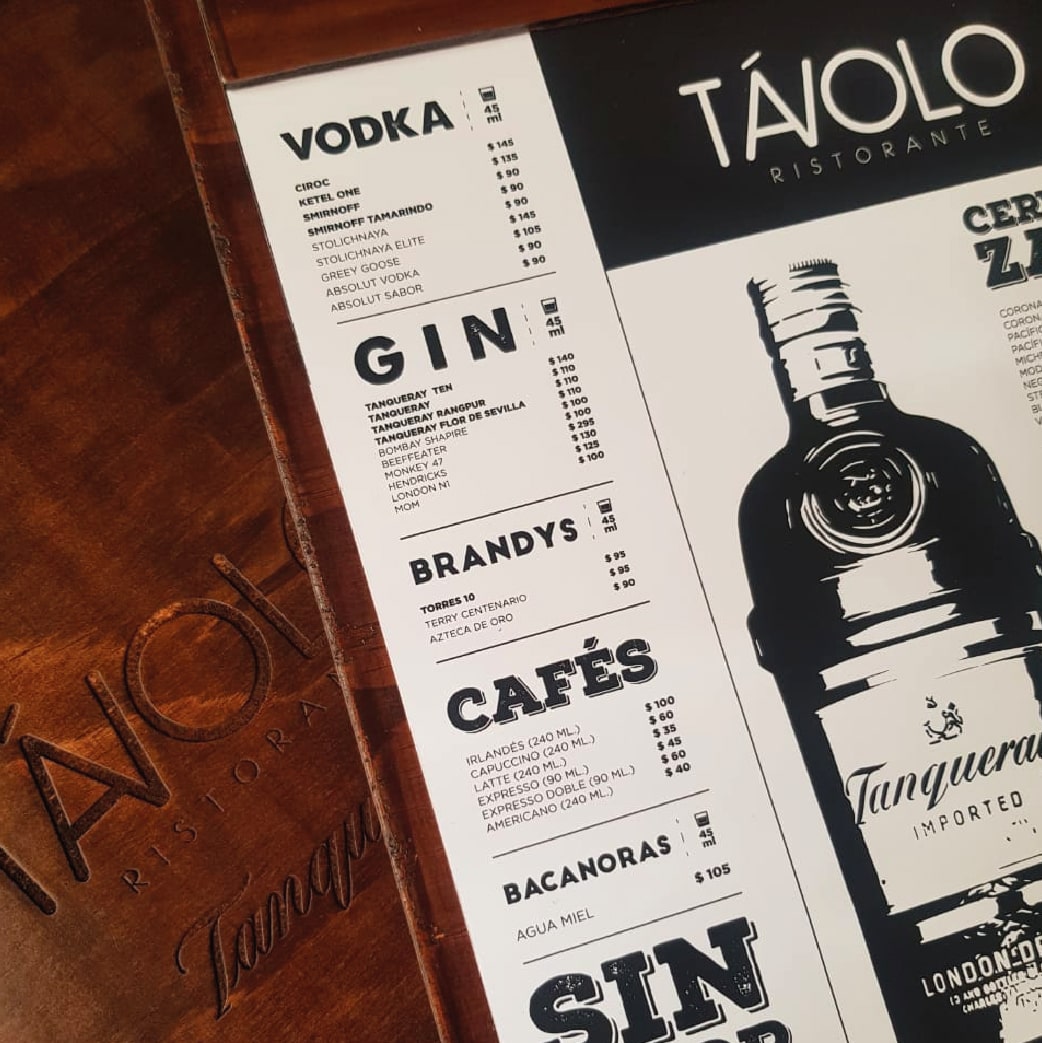 VODKA 45 ml
CIROC $ 145
KETEL ONE $ 135
SMIRNOFF $ 90
SMIRNOFF TAMARINDO $ 90
STOLICHNAYA $ 90
STOLICHNAYA ELITE $ 145
GREEY GOOSE $ 105
ABSOLUT VODKA $ 90
ABSOLUT SABOR $ 90
GIN 45 ml
TANQUERAY TEN $ 140
TANQUERAY $ 110
TANQUERAY RANGPUR $ 110
TANQUERAY FLOR DE SEVILLA $ 110
BOMBAY SHAPIRE $ 100
BEEFFEATER $ 100
MONKEY 47 $ 295
HENDRICKS $ 130
LONDON N1 $ 125
MOM $ 100
BRANDYS 45 ml
TORRES 10 $ 95
TERRY CENTENARIO $ 95
AZTECA DE ORO $ 90
CAFÉS
IRLANDÉS (240 ML.) $ 100
CAPUCCINO (240 ML.) $ 60
LATTE (240 ML.) $ 35
EXPRESSO (90 ML.) $ 45
EXPRESSO DOBLE (90 ML.) $ 60
AMERICANO (240 ML.) $ 40
BACANORAS 45 ml
AGUA MIEL $ 105
SIN
TÁVOLO
RISTORANTE
CORONA
Tanqueray
IMPORTED
TÁVOLO